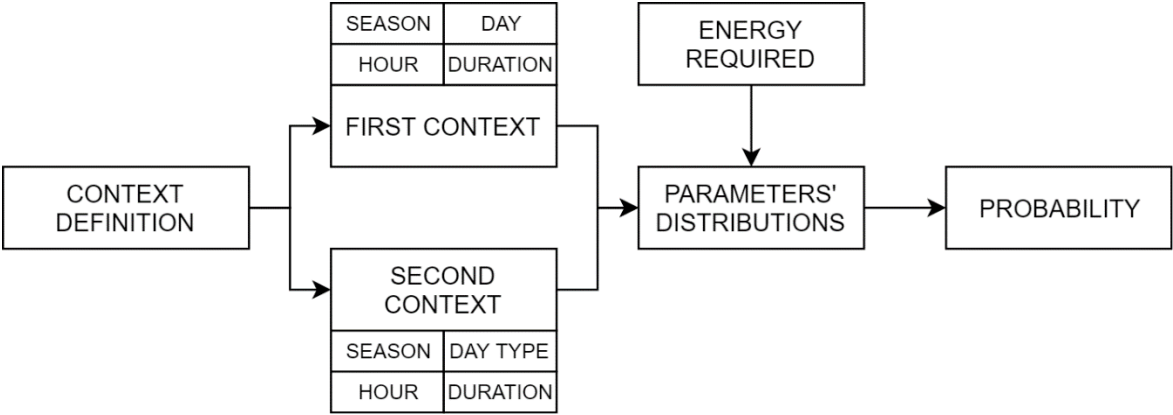 SEASON DAY
HOUR DURATION
FIRST CONTEXT
ENERGY
REQUIRED
CONTEXT
DEFINITION
PARAMETERS'
DISTRIBUTIONS
PROBABILITY
SECOND
CONTEXT
SEASON DAY TYPE
HOUR DURATION